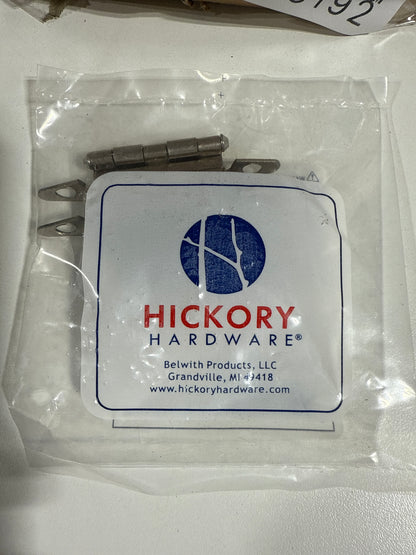 HICKORY
HARDWARE®
Belwith Products, LLC
Grandville, MI 49418
www.hickoryhardware.com